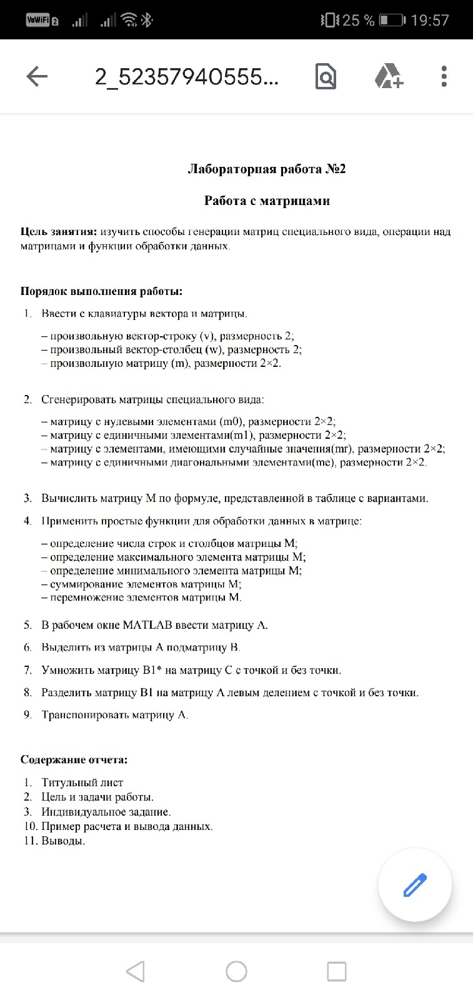 VoWiFi 2 25 % 19:57
2_52357940555...
Лабораторная работа №2
Работа с матрицами
Цель занятия: изучить способы генерации матриц специального вида, операции над
матрицами и функции обработки данных.
Порядок выполнения работы:
1. Ввести с клавиатуры вектора и матрицы.
– произвольную вектор-строку (v), размерность 2;
– произвольный вектор-столбец (w), размерность 2;
– произвольную матрицу (m), размерности 2×2.
2. Сгенерировать матрицы специального вида:
– матрицу с нулевыми элементами (m0), размерности 2×2;
– матрицу с единичными элементами(m1), размерности 2×2;
– матрицу с элементами, имеющими случайные значения(mr), размерности 2×2;
– матрицу с единичными диагональными элементами(me), размерности 2×2.
3. Вычислить матрицу М по формуле, представленной в таблице с вариантами.
4. Применить простые функции для обработки данных в матрице:
– определение числа строк и столбцов матрицы М;
– определение максимального элемента матрицы М;
– определение минимального элемента матрицы М;
– суммирование элементов матрицы М;
– перемножение элементов матрицы М.
5. В рабочем окне MATLAB ввести матрицу А.
6. Выделить из матрицы А подматрицу В.
7. Умножить матрицу В1* на матрицу С с точкой и без точки.
8. Разделить матрицу В1 на матрицу А левым делением с точкой и без точки.
9. Транспонировать матрицу А.
Содержание отчета:
1. Титульный лист
2. Цель и задачи работы.
3. Индивидуальное задание.
10. Пример расчета и вывода данных.
11. Выводы.